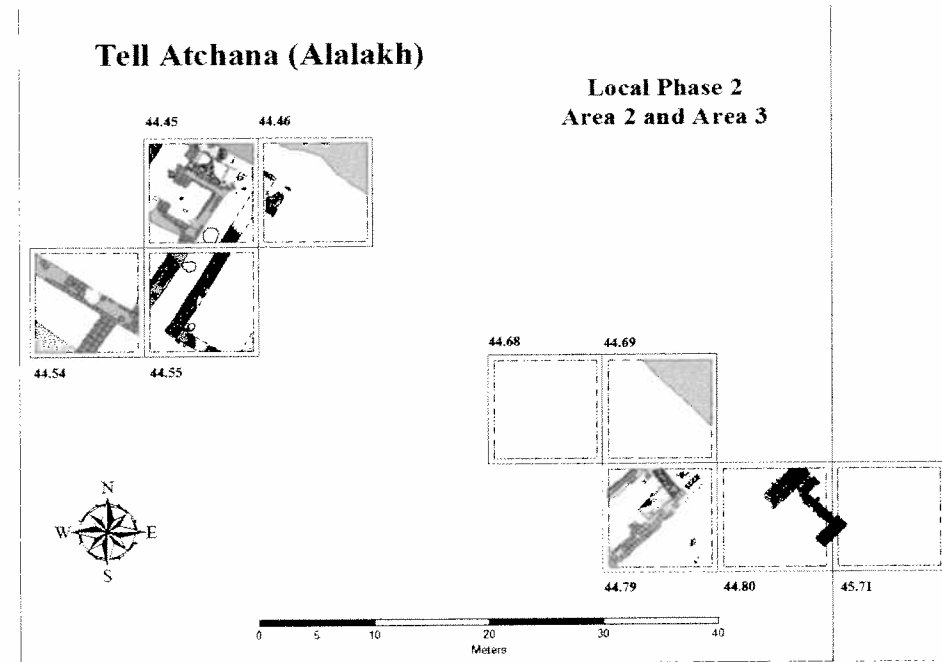 Tell Atchana (Alalakh)
Local Phase 2
Area 2 and Area 3
44.45
44.46
44.54
44.55
44.68
44.69
44.79
44.80
45.71
N
W
E
S
0 5 10 20 30 40
Meters